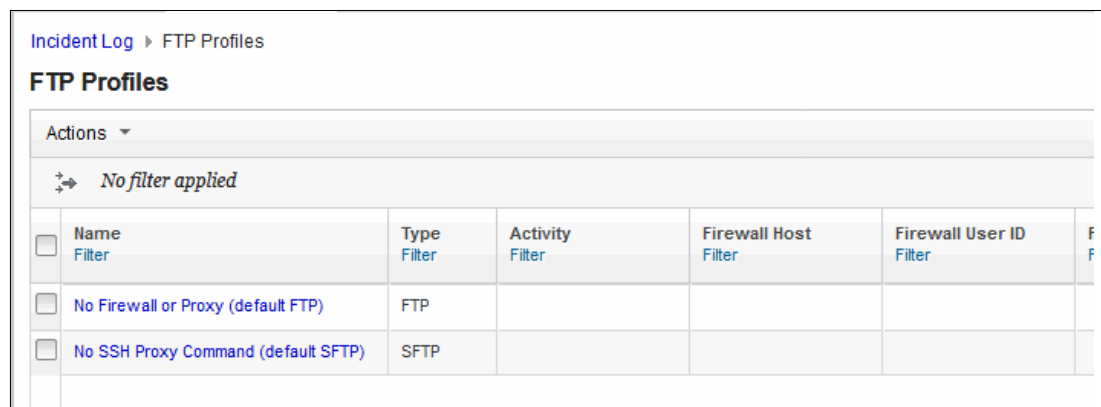 Incident Log FTP Profiles
FTP Profiles
Actions
No filter applied
Name Type Activity Firewall Host Firewall User ID F
Filter Filter Filter Filter Filter F
No Firewall or Proxy (default FTP) FTP
No SSH Proxy Command (default SFTP) SFTP